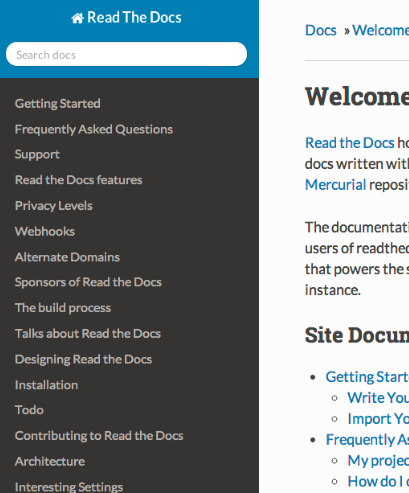 Read The Docs
Search docs
Getting Started
Frequently Asked Questions
Support
Read the Docs features
Privacy Levels
Webhooks
Alternate Domains
Sponsors of Read the Docs
The build process
Talks about Read the Docs
Designing Read the Docs
Installation
Todo
Contributing to Read the Docs
Architecture
Interesting Settings
Docs » Welcome
Welcome
Read the Docs ho
docs written with
Mercurial reposi
The documentati
users of readthed
that powers the s
instance.
Site Docum
Getting Starte
Write You
Import Yo
Frequently As
My projec
How do I c